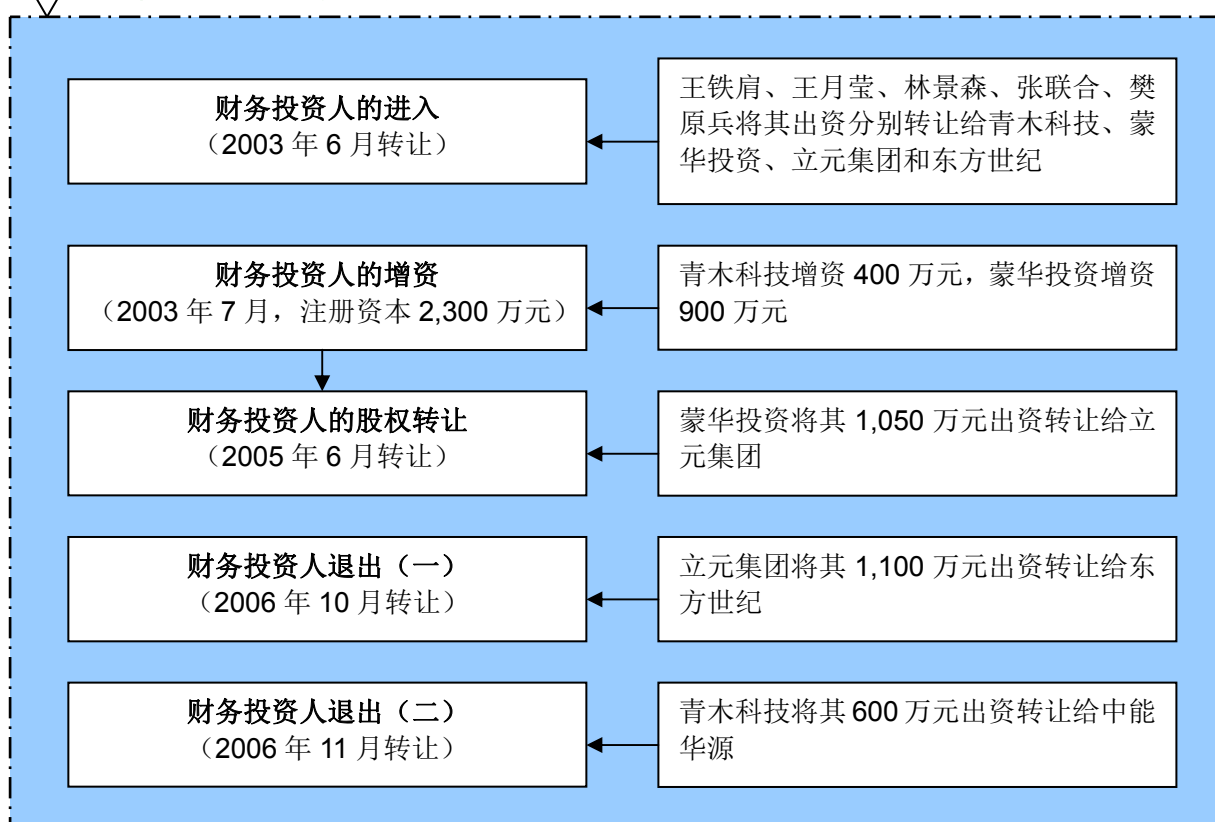 财务投资人的进入
（2003 年 6 月转让）
王铁肩、王月莹、林景森、张联合、樊
原兵将其出资分别转让给青木科技、蒙
华投资、立元集团和东方世纪
财务投资人的增资
（2003 年 7 月，注册资本 2,300 万元）
青木科技增资 400 万元，蒙华投资增资
900 万元
财务投资人的股权转让
（2005 年 6 月转让）
蒙华投资将其 1,050 万元出资转让给立
元集团
财务投资人退出（一）
（2006 年 10 月转让）
立元集团将其 1,100 万元出资转让给东
方世纪
财务投资人退出（二）
（2006 年 11 月转让）
青木科技将其 600 万元出资转让给中能
华源